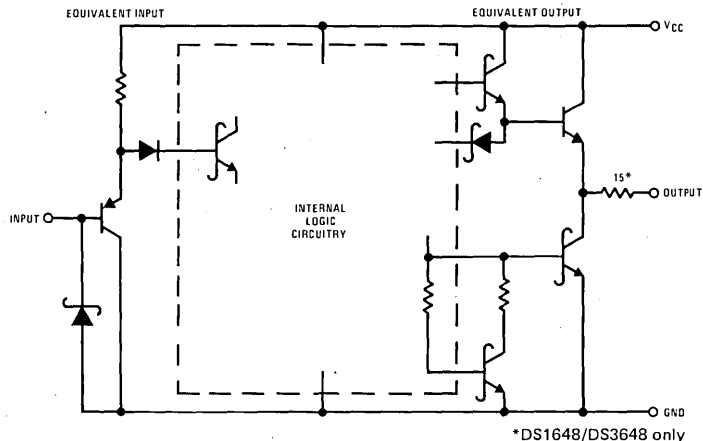 EQUIVALENT INPUT
EQUIVALENT OUTPUT
VCC
15*
OUTPUT
INPUT
INTERNAL
LOGIC
CIRCUITRY
GND
*DS1648/DS3648 only